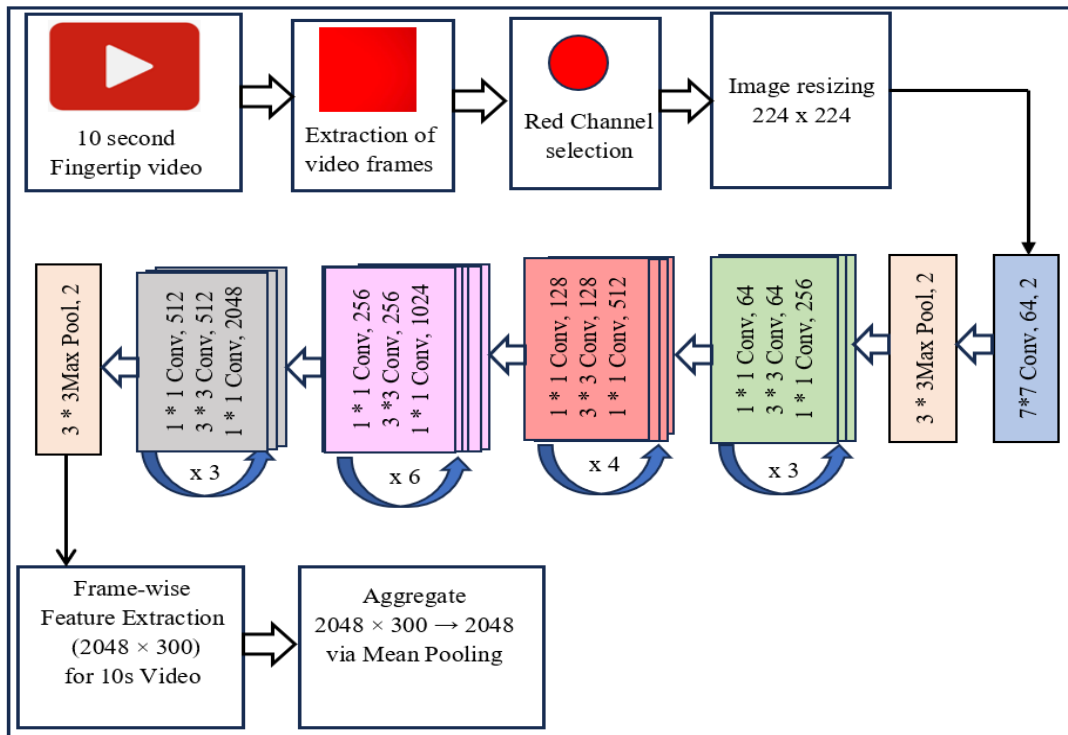 10 second
Fingertip video
Extraction of
video frames
Red Channel
selection
Image resizing
224 x 224
7*7 Conv, 64, 2
3 * 3Max Pool, 2
1 * 1 Conv, 64
3 * 3 Conv, 64
1 * 1 Conv, 256
x 3
1 * 1 Conv, 128
3 * 3 Conv, 128
1 * 1 Conv, 512
x 4
1 * 1 Conv, 256
3 *3 Conv, 256
1 * 1 Conv, 1024
x 6
1 * 1 Conv, 512
3 * 3 Conv, 512
1 * 1 Conv, 2048
x 3
3 * 3Max Pool, 2
Frame-wise
Feature Extraction
(2048 × 300)
for 10s Video
Aggregate
2048 × 300 → 2048
via Mean Pooling